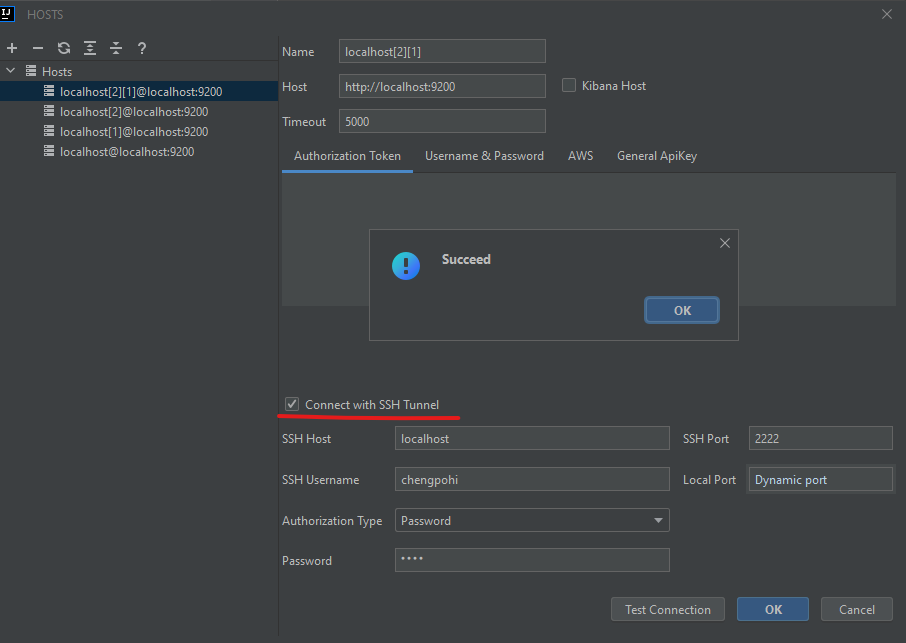 IJ HOSTS
Hosts
localhost[2][1]@localhost:9200
localhost[2]@localhost:9200
localhost[1]@localhost:9200
localhost@localhost:9200
Name localhost[2][1]
Host http://localhost:9200 Kibana Host
Timeout 5000
Authorization Token Username & Password AWS General ApiKey
Succeed
OK
Connect with SSH Tunnel
SSH Host localhost SSH Port 2222
SSH Username chengpohi Local Port Dynamic port
Authorization Type Password
Password ••••
Test Connection OK Cancel